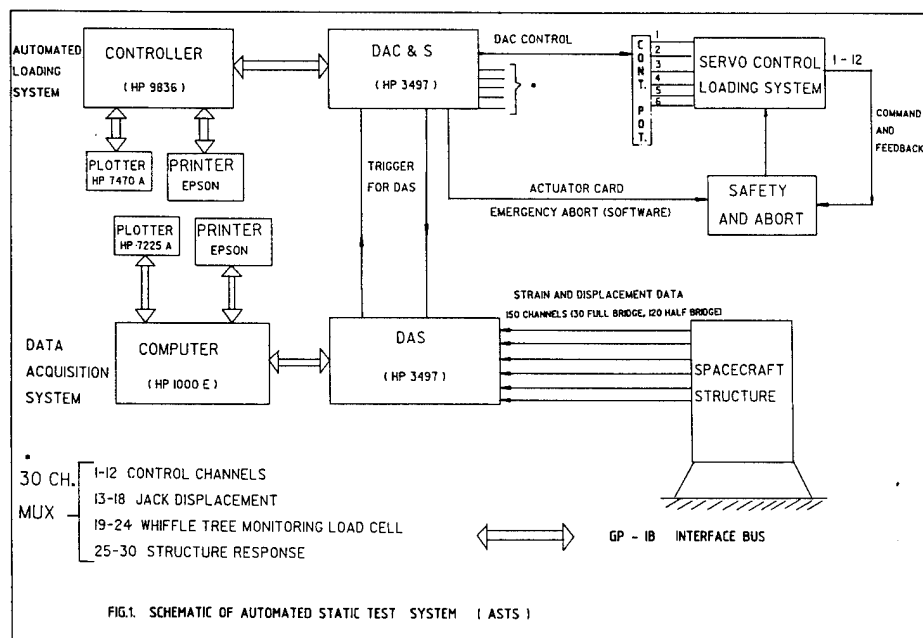 AUTOMATED
LOADING
SYSTEM
CONTROLLER
(HP 9836)
DAC & S
(HP 3497)
DAC CONTROL
*
CONT. POT.
1
2
3
4
5
6
SERVO CONTROL
LOADING SYSTEM
1 - 12
COMMAND
AND
FEEDBACK
PLOTTER
HP 7470 A
PRINTER
EPSON
TRIGGER
FOR DAS
ACTUATOR CARD
EMERGENCY ABORT (SOFTWARE)
SAFETY
AND ABORT
PLOTTER
HP 7225 A
PRINTER
EPSON
STRAIN AND DISPLACEMENT DATA
150 CHANNELS (30 FULL BRIDGE, 120 HALF BRIDGE)
DATA
ACQUISITION
SYSTEM
COMPUTER
(HP 1000 E)
DAS
(HP 3497)
SPACECRAFT
STRUCTURE
*
30 CH.
MUX
1-12 CONTROL CHANNELS
13-18 JACK DISPLACEMENT
19-24 WHIFFLE TREE MONITORING LOAD CELL
25-30 STRUCTURE RESPONSE
GP - IB INTERFACE BUS
FIG.1. SCHEMATIC OF AUTOMATED STATIC TEST SYSTEM (ASTS)